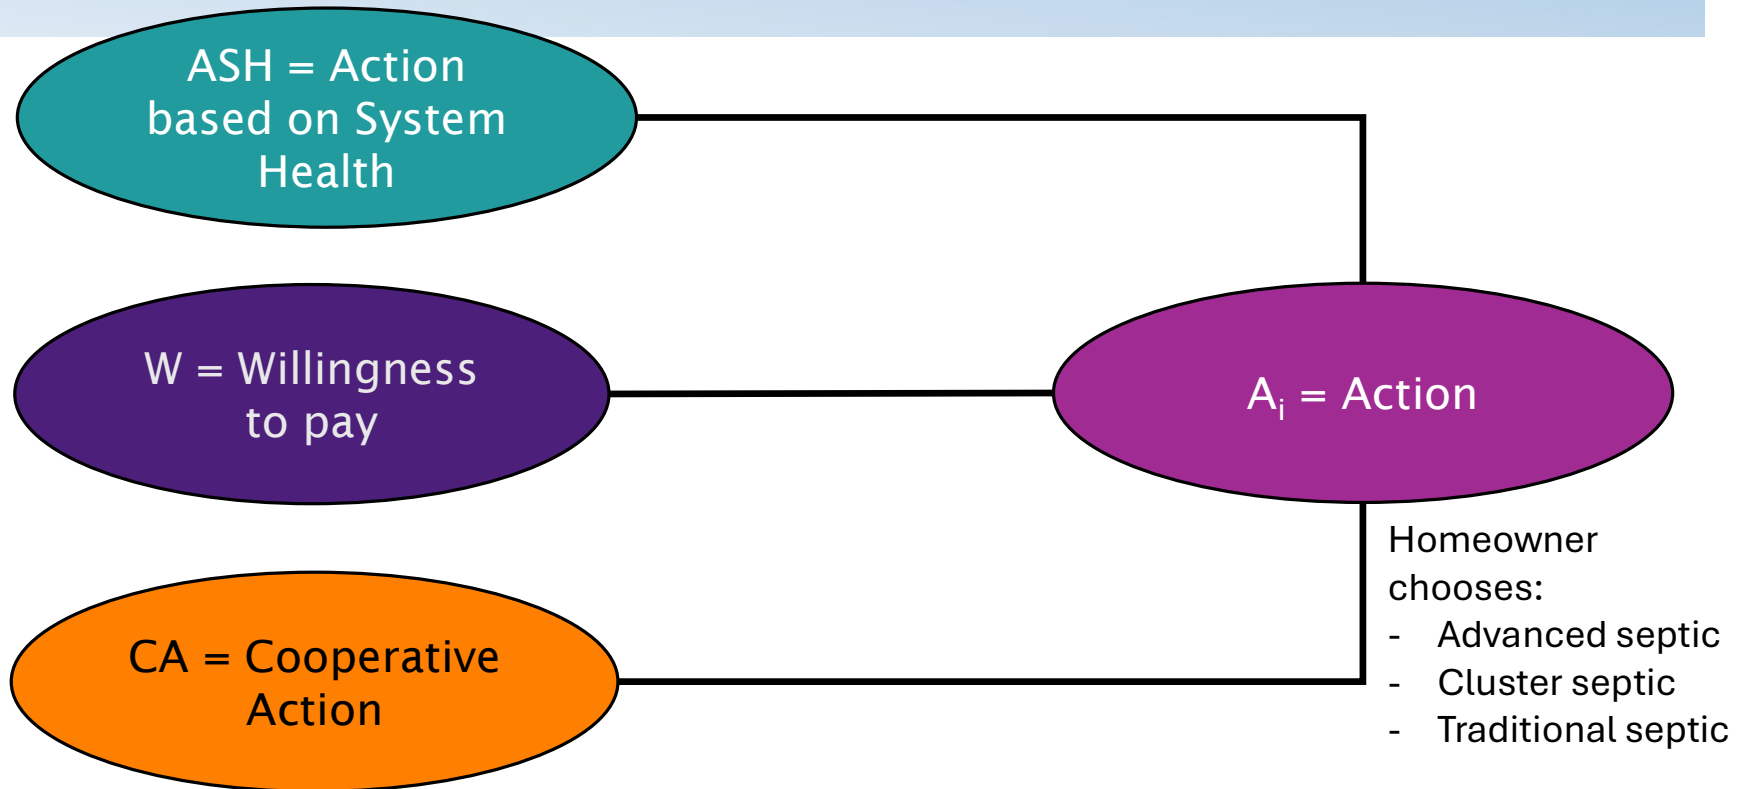 ASH = Action
based on System
Health
W = Willingness
to pay
A_i = Action
CA = Cooperative
Action
Homeowner
chooses:
- Advanced septic
- Cluster septic
- Traditional septic